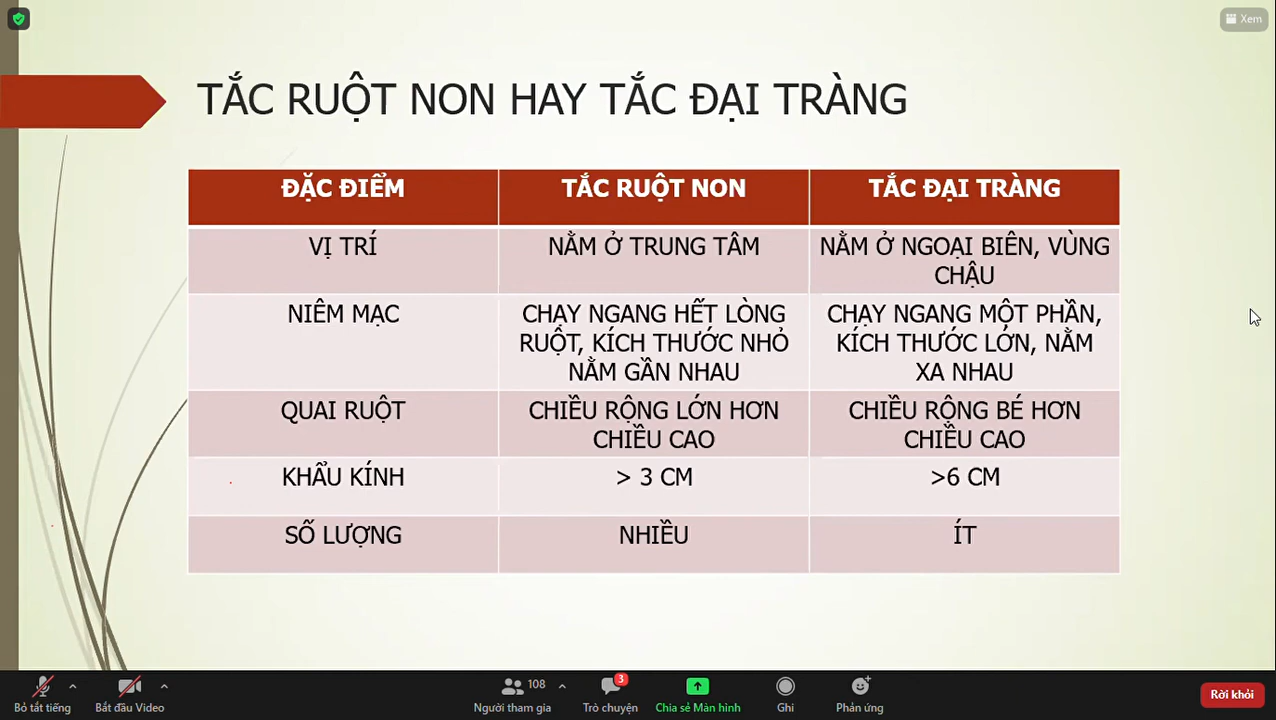 Xem
TẮC RUỘT NON HAY TẮC ĐẠI TRÀNG
ĐẶC ĐIỂM
TẮC RUỘT NON
TẮC ĐẠI TRÀNG
VỊ TRÍ
NẰM Ở TRUNG TÂM
NẰM Ở NGOẠI BIÊN, VÙNG
CHẬU
NIÊM MẠC
CHẠY NGANG HẾT LÒNG
RUỘT, KÍCH THƯỚC NHỎ
NẰM GẦN NHAU
CHẠY NGANG MỘT PHẦN,
KÍCH THƯỚC LỚN, NẰM
XA NHAU
QUAI RUỘT
CHIỀU RỘNG LỚN HƠN
CHIỀU CAO
CHIỀU RỘNG BÉ HƠN
CHIỀU CAO
KHẨU KÍNH
> 3 CM
>6 CM
SỐ LƯỢNG
NHIỀU
ÍT
Bỏ tắt tiếng
Bắt đầu Video
108
Người tham gia
3
Trò chuyện
Chia sẻ Màn hình
Ghi
Phản ứng
Rời khỏi